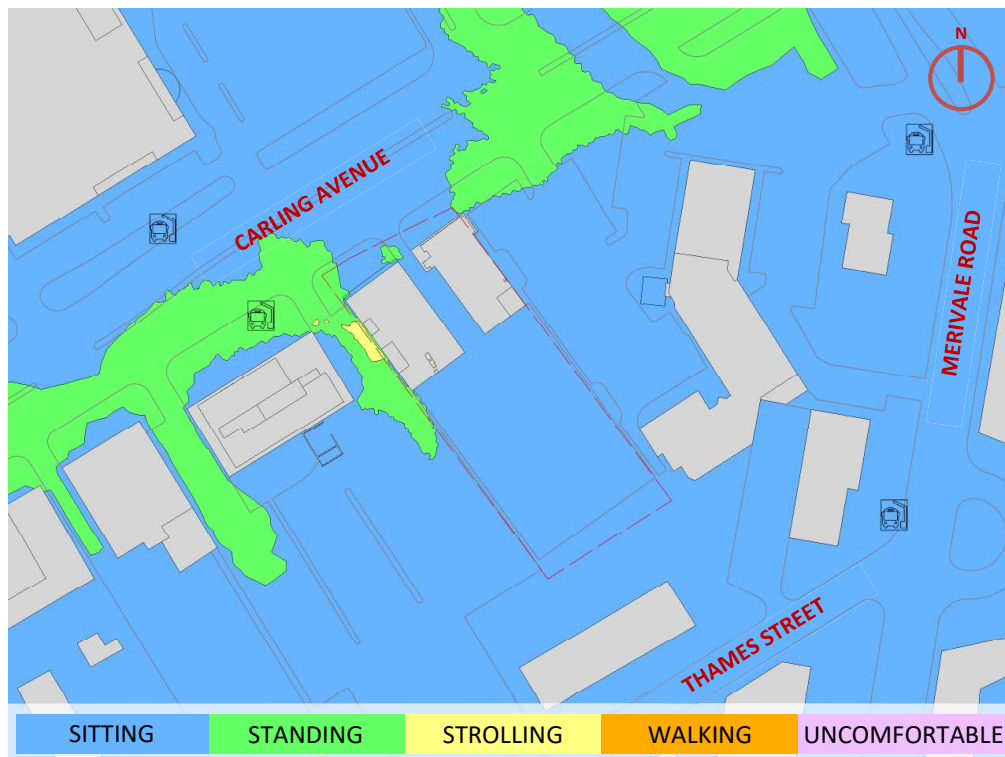 N
CARLING AVENUE
MERIVALE ROAD
THAMES STREET
SITTING
STANDING
STROLLING
WALKING
UNCOMFORTABLE